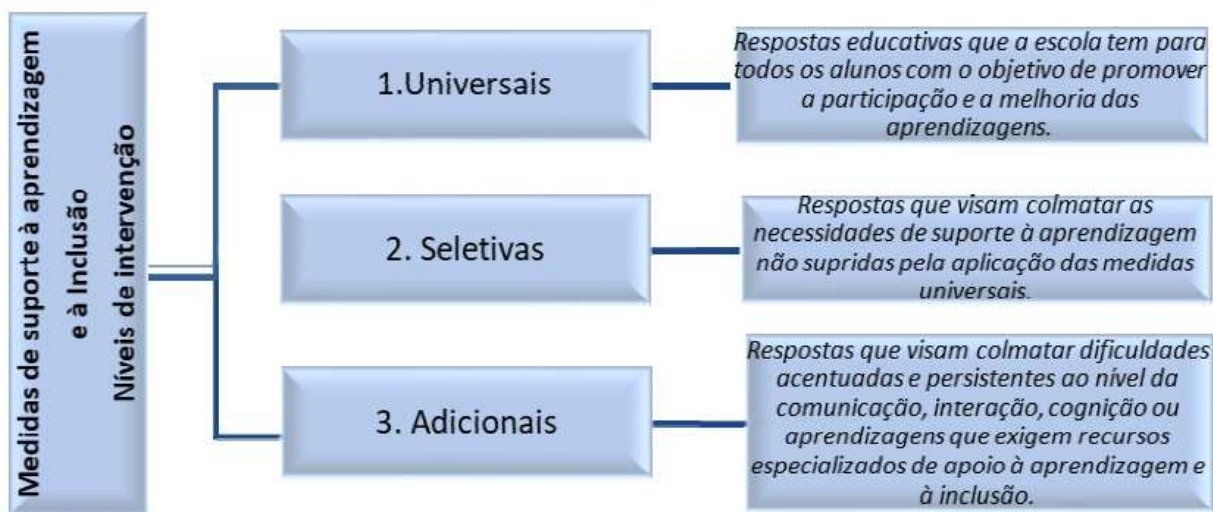 Medidas de suporte à aprendizagem
e à Inclusão
Níveis de intervenção
1.Universais
Respostas educativas que a escola tem para
todos os alunos com o objetivo de promover
a participação e a melhoria das
aprendizagens.
2. Seletivas
Respostas que visam colmatar as
necessidades de suporte à aprendizagem
não supridas pela aplicação das medidas
universais.
3. Adicionais
Respostas que visam colmatar dificuldades
acentuadas e persistentes ao nível da
comunicação, interação, cognição ou
aprendizagens que exigem recursos
especializados de apoio à aprendizagem e
à inclusão.